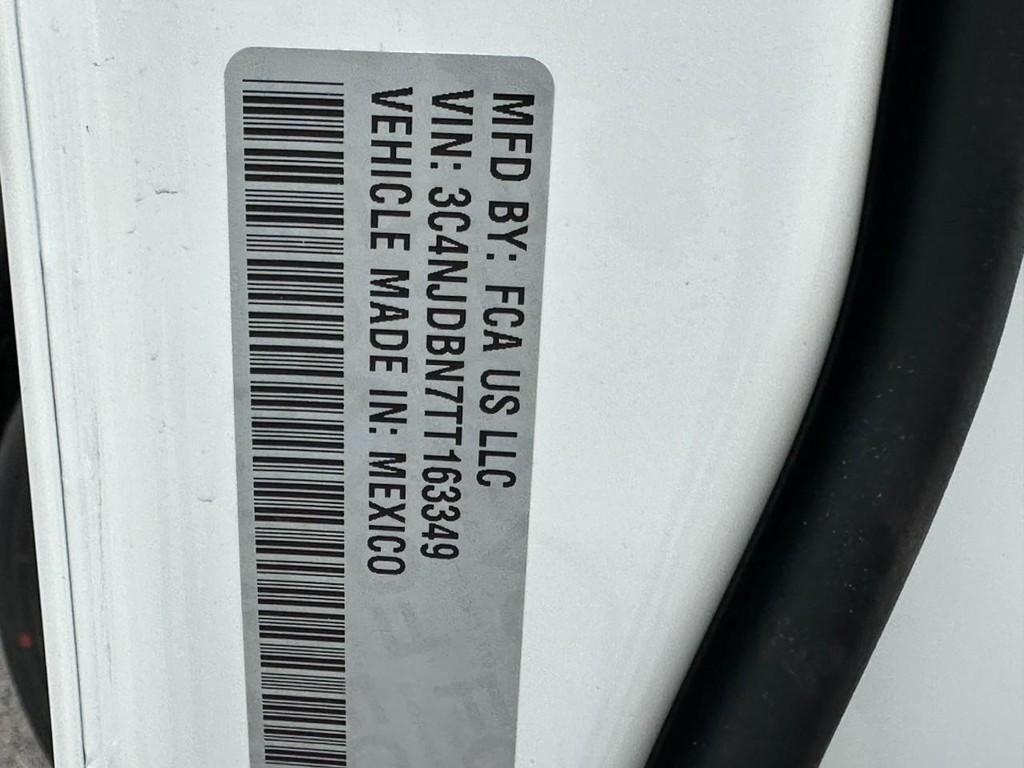 MFD BY: FCA US LLC
VIN: 3C4NJDBN7TT163349
VEHICLE MADE IN: MEXICO